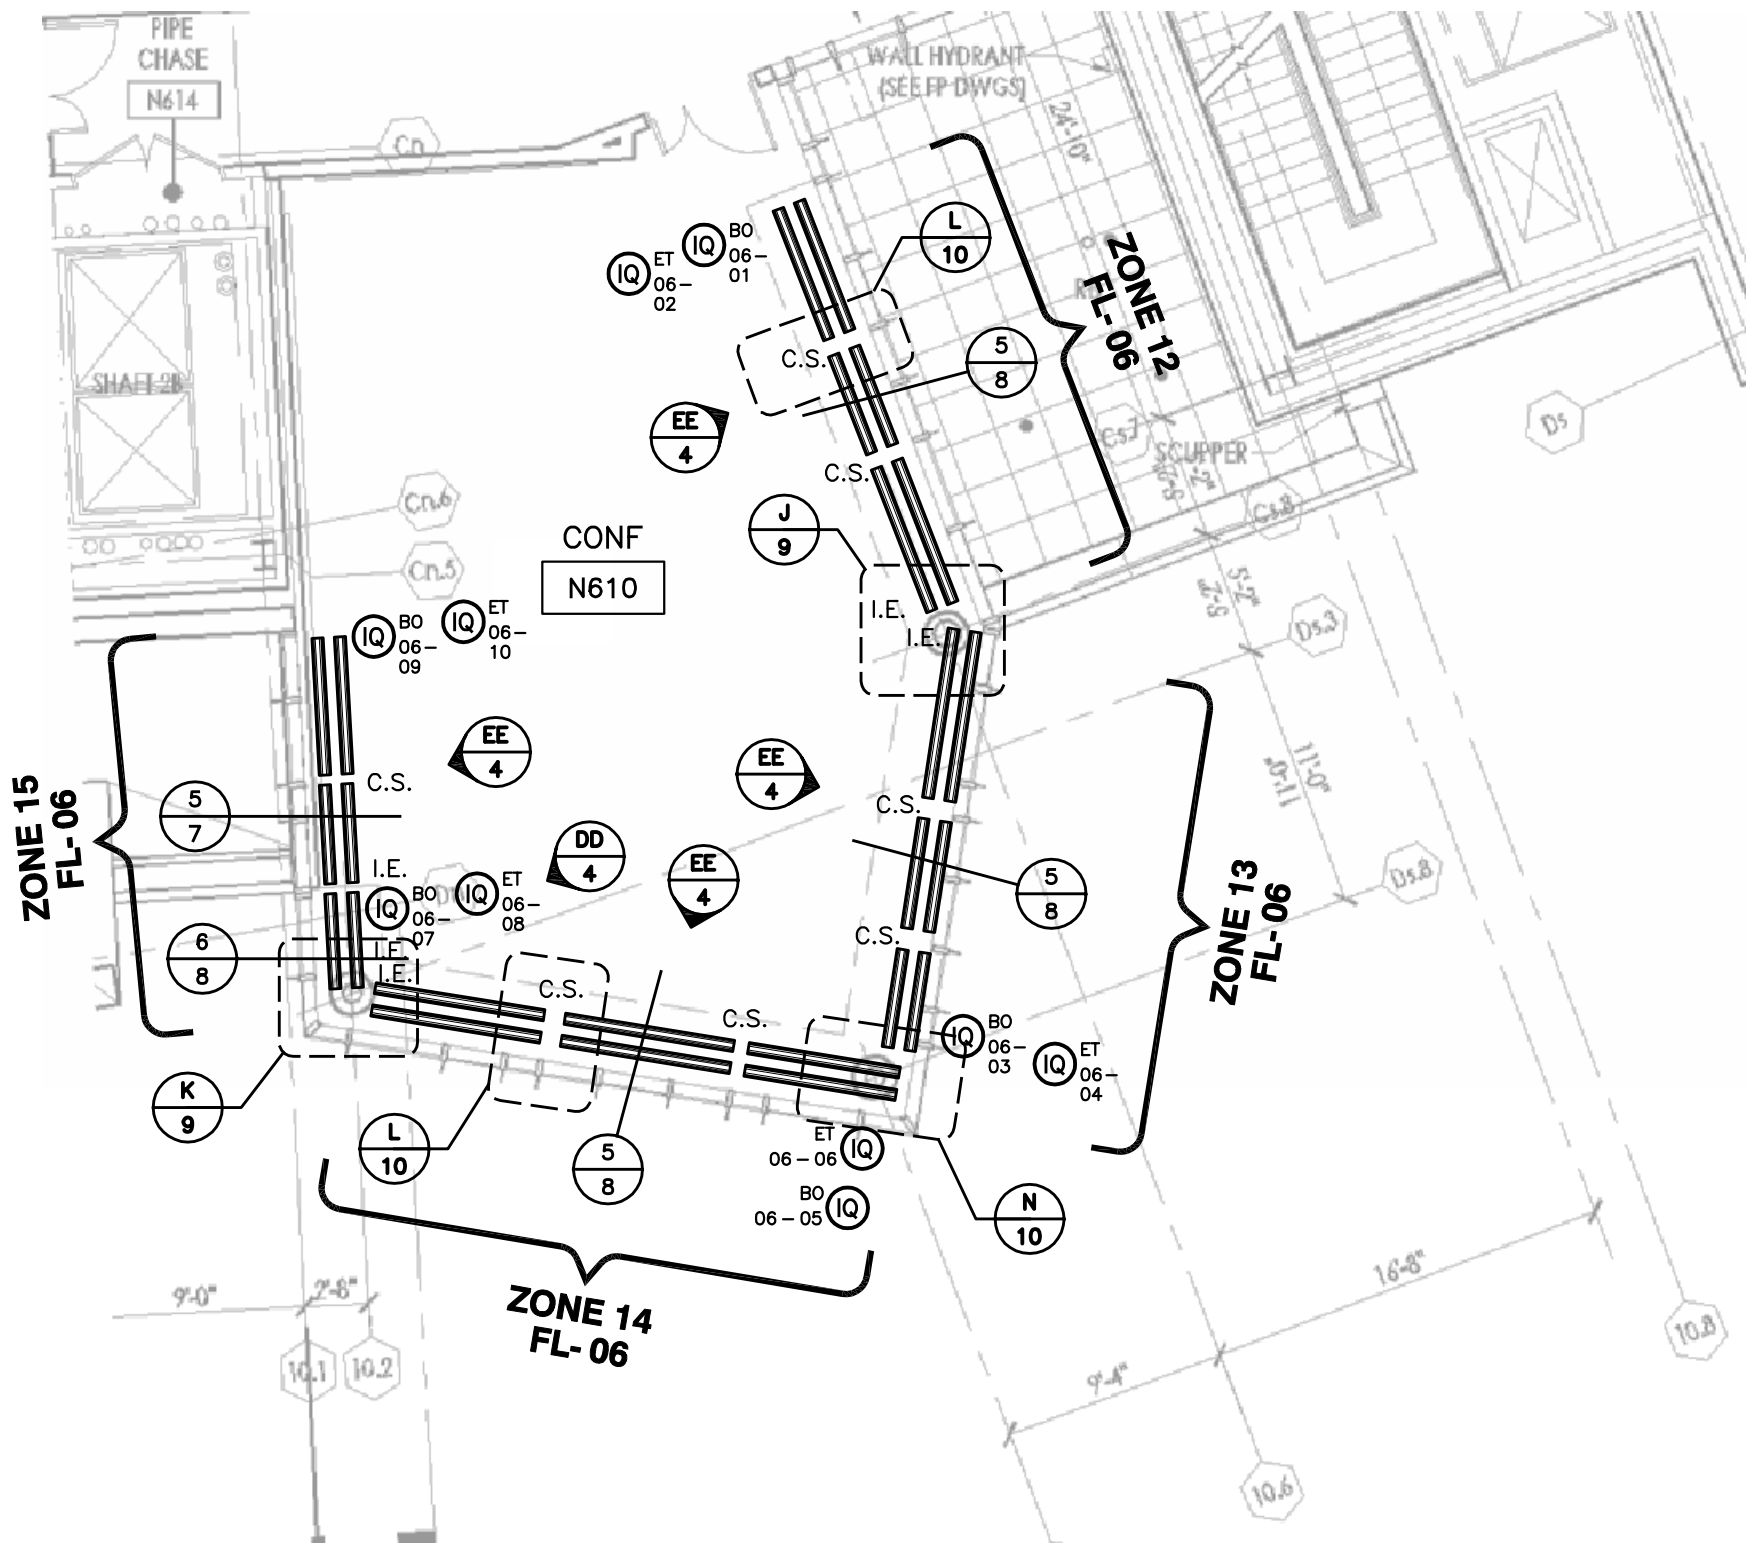 PIPE
CHASE
N614
WALL HYDRANT
(SEE FP DWGS)
24'-0"
Cn
L
10
IQ
BO
06-
01
IQ
ET
06-
02
ZONE 12
FL- 06
C.S.
5
8
SHAFT 2B
EE
4
C.S.
SCUPPER
Ds
Cn.6
J
9
CONF
N610
Cn.5
I.E.
I.E.
5'-2"
Ds.3
IQ
BO
06-
09
IQ
ET
06-
10
EE
4
EE
4
11'-0"
11'-0"
C.S.
C.S.
5
7
ZONE 15
FL- 06
DD
4
EE
4
I.E.
IQ
BO
06-
07
IQ
ET
06-
08
5
8
Ds.8
ZONE 13
FL- 06
6
8
C.S.
I.E.
I.E.
C.S.
C.S.
IQ
BO
06-
03
IQ
ET
06-
04
K
9
L
10
5
8
ET
06-06
IQ
BO
06-05
IQ
N
10
ZONE 14
FL- 06
9'-0"
2'-8"
16'-8"
10.8
10.1
10.2
9'-4"
10.6